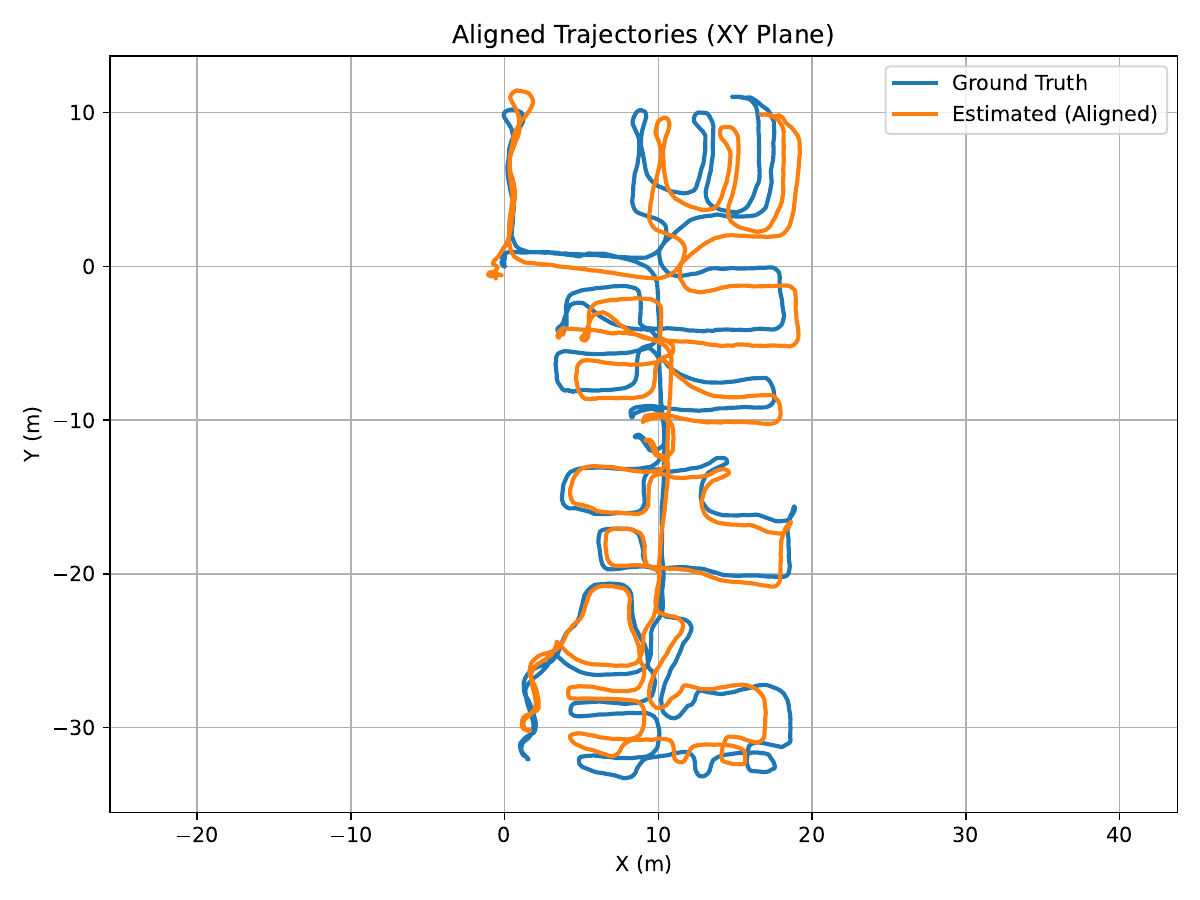 Aligned Trajectories (XY Plane)
Ground Truth
Estimated (Aligned)
10
0
−10
−20
−30
Y (m)
−20
−10
0
10
20
30
40
X (m)